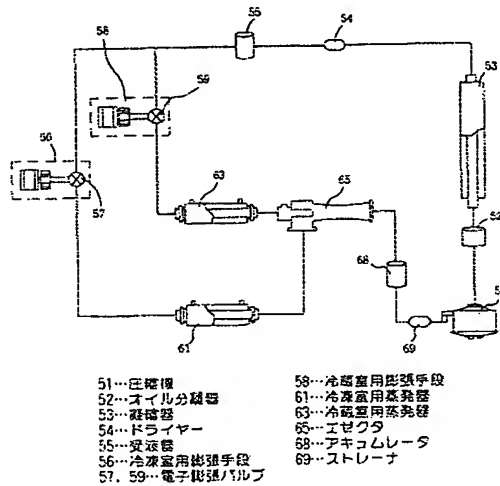 55
54
58
59
53
56
57
63
65
52
68
5
61
69
51…圧縮機
52…オイル分離器
53…凝縮器
54…ドライヤー
55…受液器
56…冷凍室用膨張手段
57, 59…電子膨張バルブ
58…冷蔵室用膨張手段
61…冷凍室用蒸発器
63…冷蔵室用蒸発器
65…エゼクタ
68…アキュムレータ
69…ストレーナ